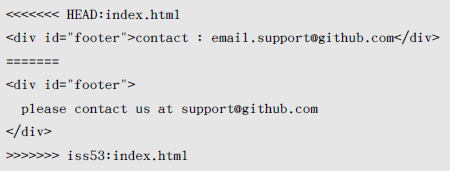 <<<<<<< HEAD:index.html
<div id="footer">contact : email.support@github.com</div>
=======
<div id="footer">
  please contact us at support@github.com
</div>
>>>>>>> iss53:index.html